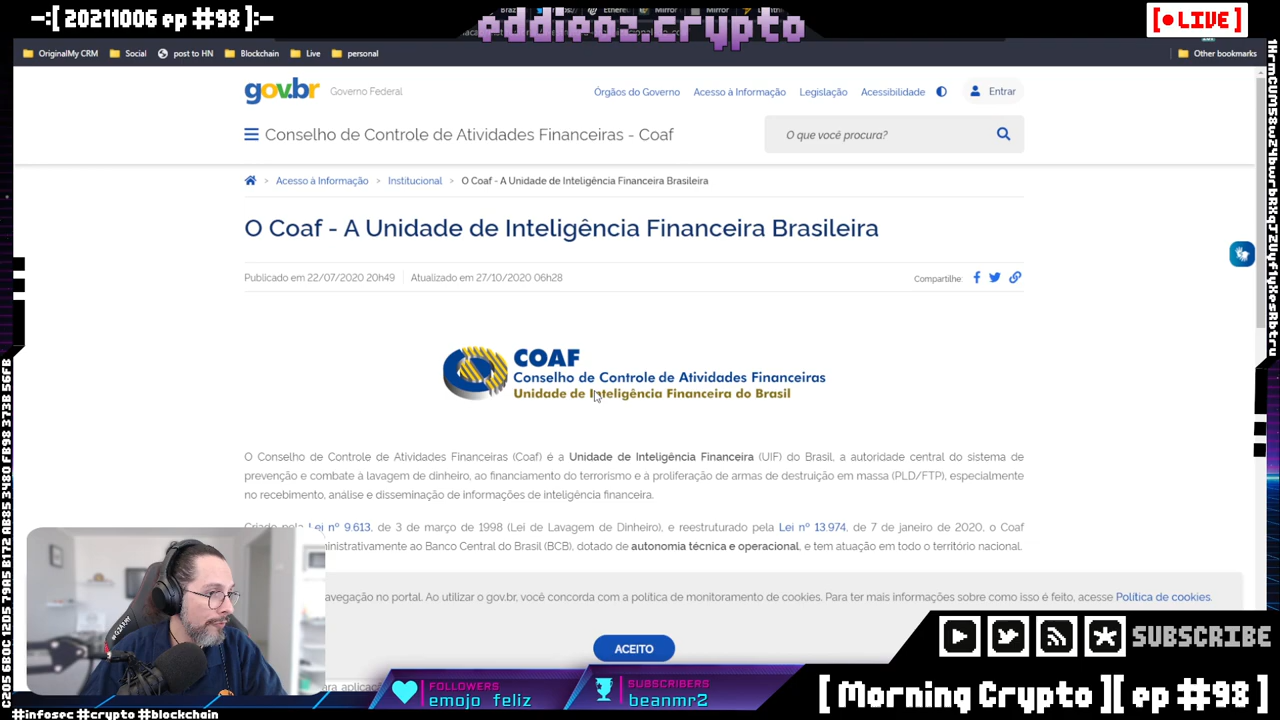 —:[ 20211006 ep #98 ]:—
eddieoz.crypto
[ ● LIVE ]
OriginalMy CRM
Social
post to HN
Blockchain
Live
personal
Other bookmarks
gov.br
Governo Federal
Órgãos do Governo
Acesso à Informação
Legislação
Acessibilidade
Entrar
Conselho de Controle de Atividades Financeiras - Coaf
O que você procura?
> Acesso à Informação > Institucional > O Coaf - A Unidade de Inteligência Financeira Brasileira
O Coaf - A Unidade de Inteligência Financeira Brasileira
Publicado em 22/07/2020 20h49
Atualizado em 27/10/2020 06h28
Compartilhe:
COAF
Conselho de Controle de Atividades Financeiras
Unidade de Inteligência Financeira do Brasil
O Conselho de Controle de Atividades Financeiras (Coaf) é a Unidade de Inteligência Financeira (UIF) do Brasil, a autoridade central do sistema de
prevenção e combate à lavagem de dinheiro, ao financiamento do terrorismo e à proliferação de armas de destruição em massa (PLD/FTP), especialmente
no recebimento, analise e disseminação de informações de inteligência financeira.
Lei nº 9.613, de 3 de março de 1998 (Lei de Lavagem de Dinheiro), e reestruturado pela Lei nº 13.974, de 7 de janeiro de 2020, o Coaf
ministrativamente ao Banco Central do Brasil (BCB), dotado de autonomia técnica e operacional, e tem atuação em todo o território nacional.
avegação no portal. Ao utilizar o gov.br, você concorda com a política de monitoramento de cookies. Para ter mais informações sobre como isso é feito, acesse Política de cookies.
ACEITO
SUBSCRIBE
FOLLOWERS
emojo_feliz
SUBSCRIBERS
beanmr2
[ Morning Crypto ][ ep #98 ]
#infosec #crypto #blockchain